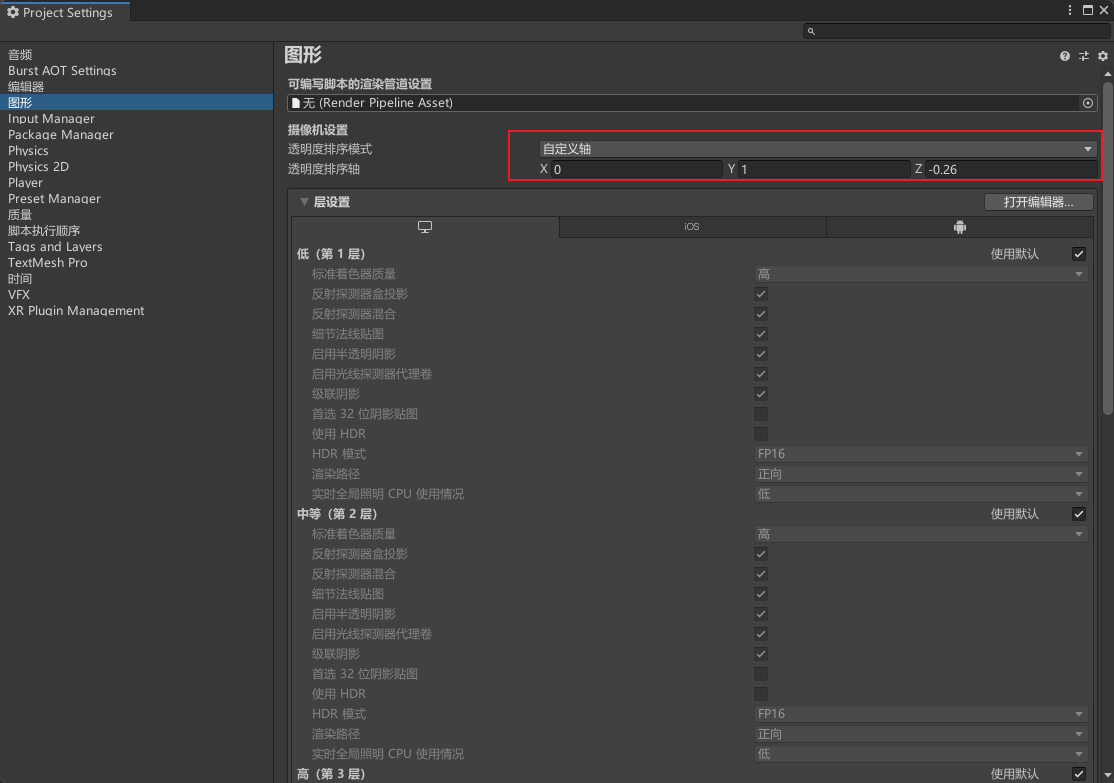 Project Settings
音频
Burst AOT Settings
编辑器
图形
Input Manager
Package Manager
Physics
Physics 2D
Player
Preset Manager
质量
脚本执行顺序
Tags and Layers
TextMesh Pro
时间
VFX
XR Plugin Management
图形
可编写脚本的渲染管道设置
无 (Render Pipeline Asset)
摄像机设置
透明度排序模式 自定义轴
透明度排序轴 X 0 Y 1 Z -0.26
层设置 打开编辑器...
iOS
低（第 1 层） 使用默认
标准着色器质量 高
反射探测器盒投影
反射探测器混合
细节法线贴图
启用半透明阴影
启用光线探测器代理卷
级联阴影
首选 32 位阴影贴图
使用 HDR
HDR 模式 FP16
渲染路径 正向
实时全局照明 CPU 使用情况 低
中等（第 2 层） 使用默认
标准着色器质量 高
反射探测器盒投影
反射探测器混合
细节法线贴图
启用半透明阴影
启用光线探测器代理卷
级联阴影
首选 32 位阴影贴图
使用 HDR
HDR 模式 FP16
渲染路径 正向
实时全局照明 CPU 使用情况 低
高（第 3 层） 使用默认